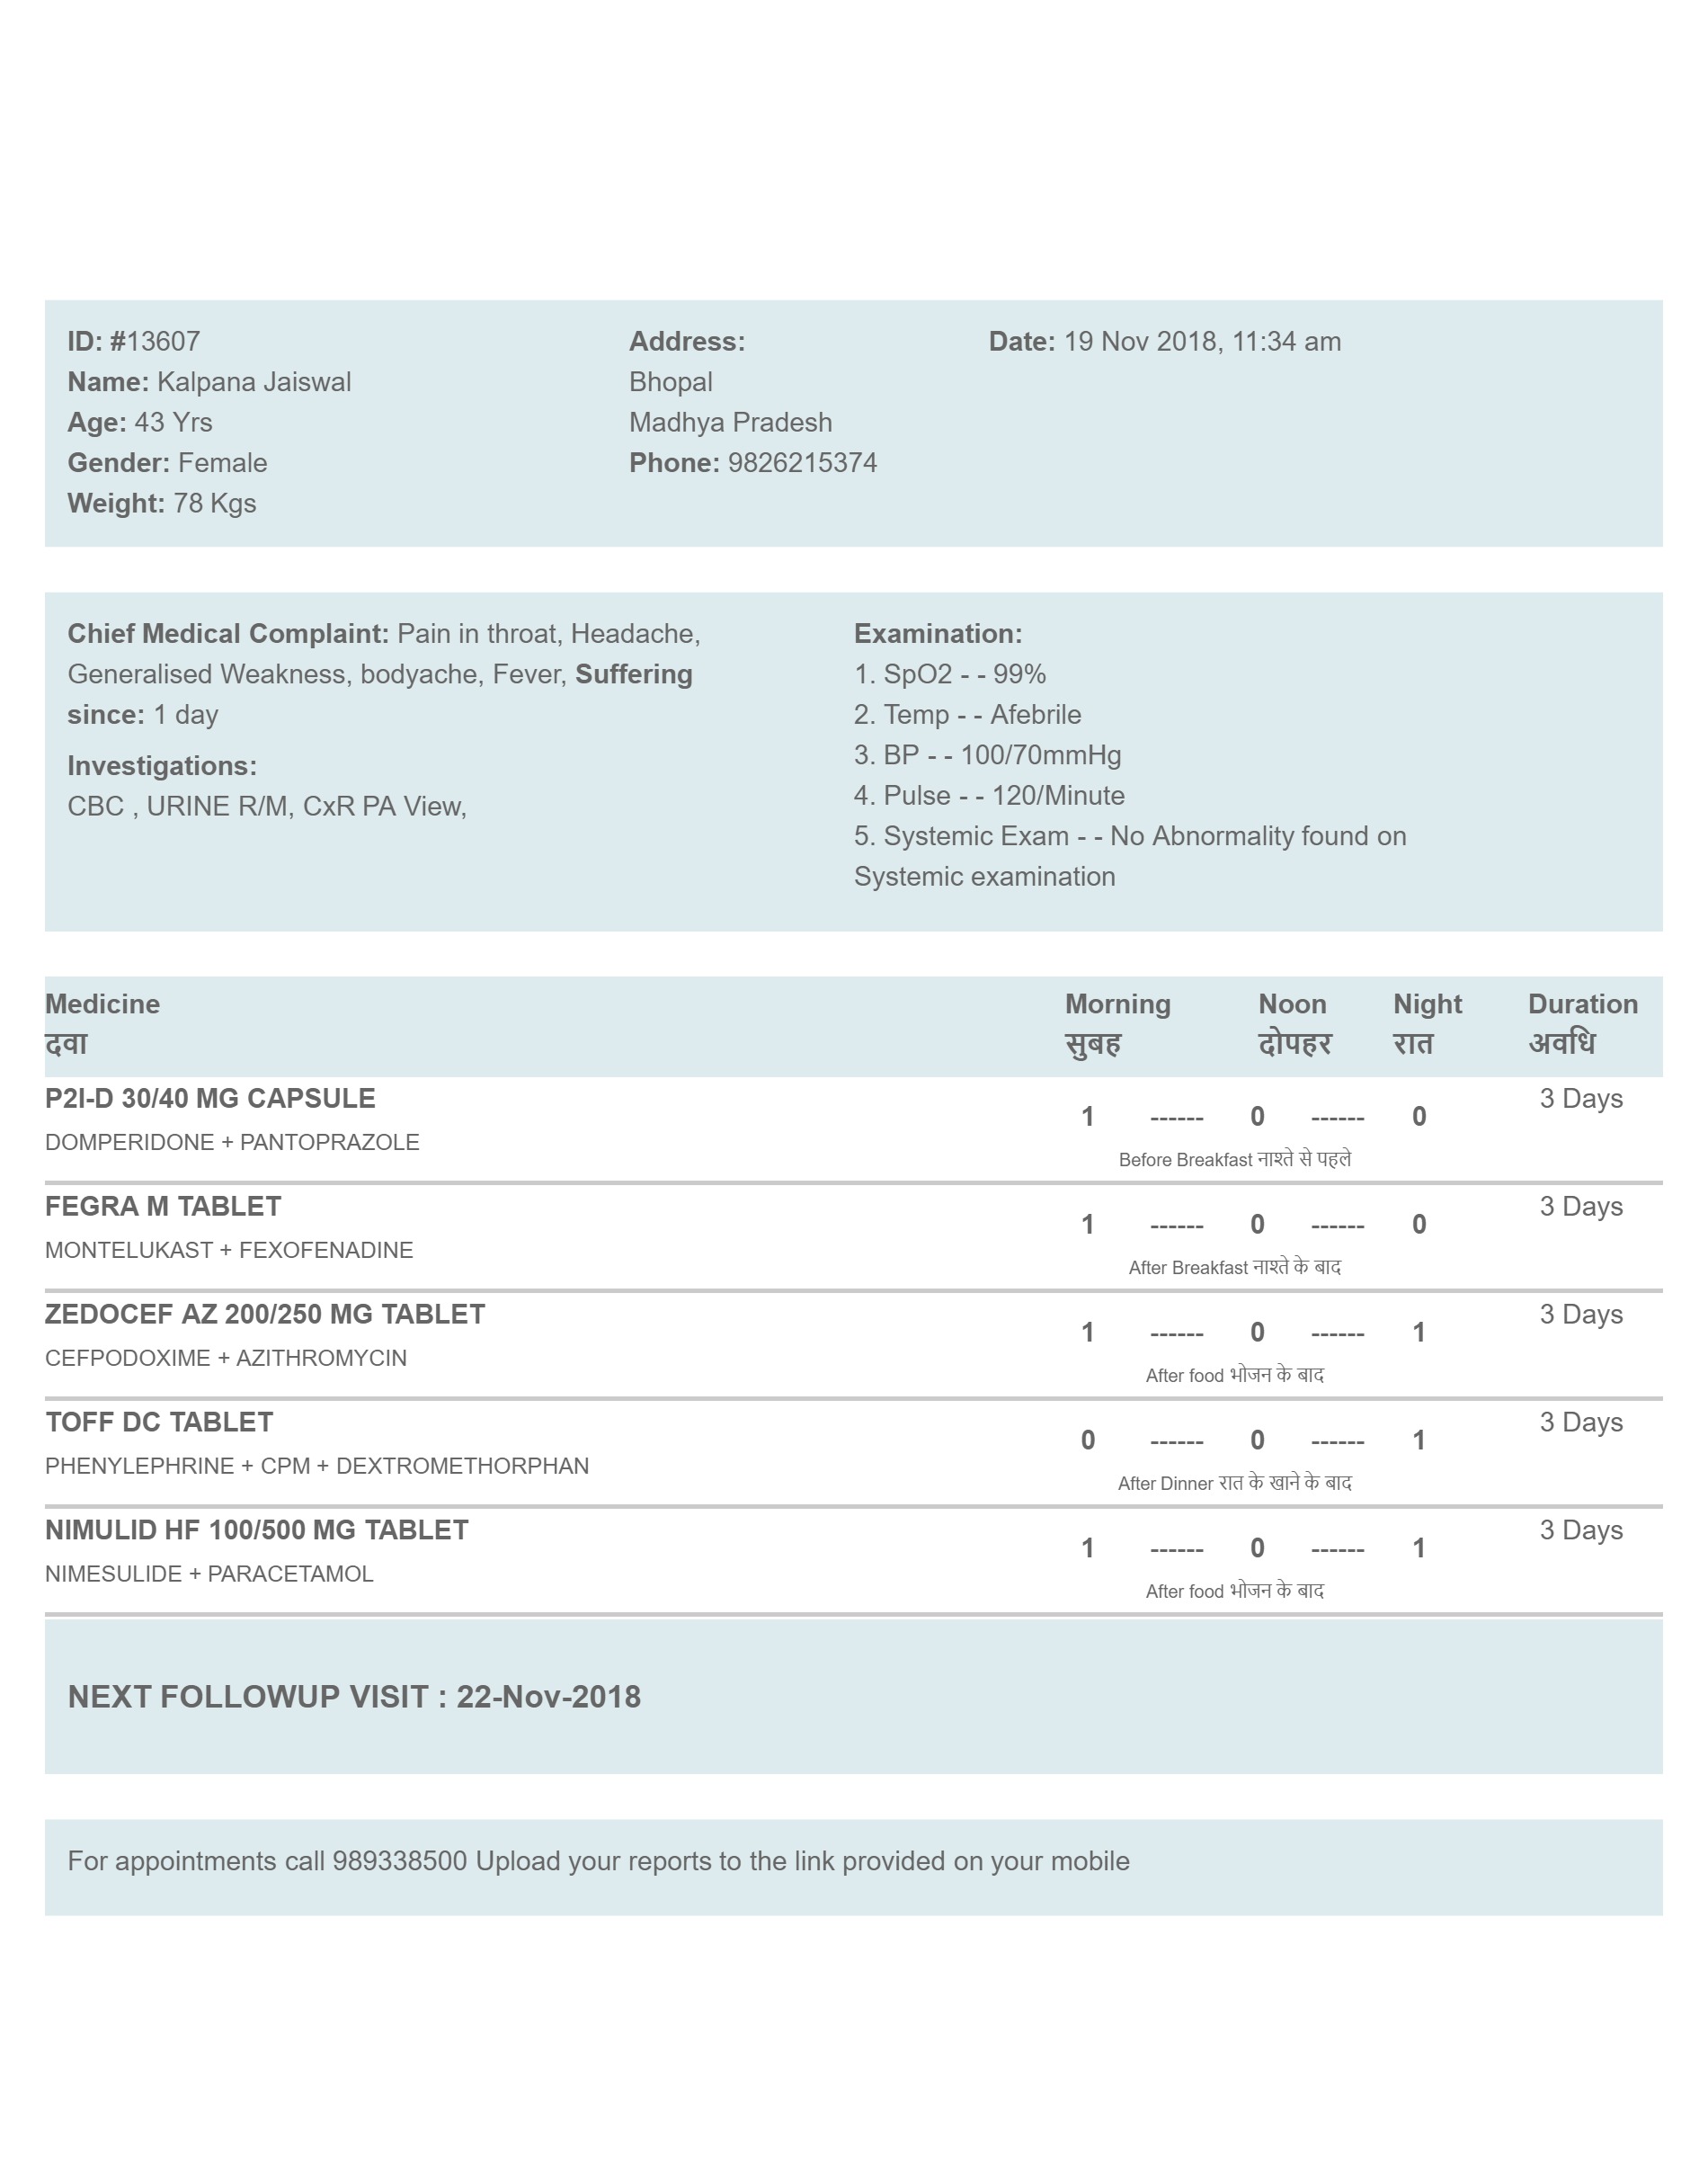 ID: #13607
Name: Kalpana Jaiswal
Age: 43 Yrs
Gender: Female
Weight: 78 Kgs
Address:
Bhopal
Madhya Pradesh
Phone: 9826215374
Date: 19 Nov 2018, 11:34 am
Chief Medical Complaint: Pain in throat, Headache,
Generalised Weakness, bodyache, Fever, Suffering
since: 1 day
Investigations:
CBC , URINE R/M, CxR PA View,
Examination:
1. SpO2 - - 99%
2. Temp - - Afebrile
3. BP - - 100/70mmHg
4. Pulse - - 120/Minute
5. Systemic Exam - - No Abnormality found on
Systemic examination
Medicine Morning Noon Night Duration
दवा सुबह दोपहर रात अवधि
P2I-D 30/40 MG CAPSULE 3 Days
1 ------ 0 ------ 0
DOMPERIDONE + PANTOPRAZOLE
Before Breakfast नाश्ते से पहले
FEGRA M TABLET 3 Days
1 ------ 0 ------ 0
MONTELUKAST + FEXOFENADINE
After Breakfast नाश्ते के बाद
ZEDOCEF AZ 200/250 MG TABLET 3 Days
1 ------ 0 ------ 1
CEFPODOXIME + AZITHROMYCIN
After food भोजन के बाद
TOFF DC TABLET 3 Days
0 ------ 0 ------ 1
PHENYLEPHRINE + CPM + DEXTROMETHORPHAN
After Dinner रात के खाने के बाद
NIMULID HF 100/500 MG TABLET 3 Days
1 ------ 0 ------ 1
NIMESULIDE + PARACETAMOL
After food भोजन के बाद
NEXT FOLLOWUP VISIT : 22-Nov-2018
For appointments call 989338500 Upload your reports to the link provided on your mobile